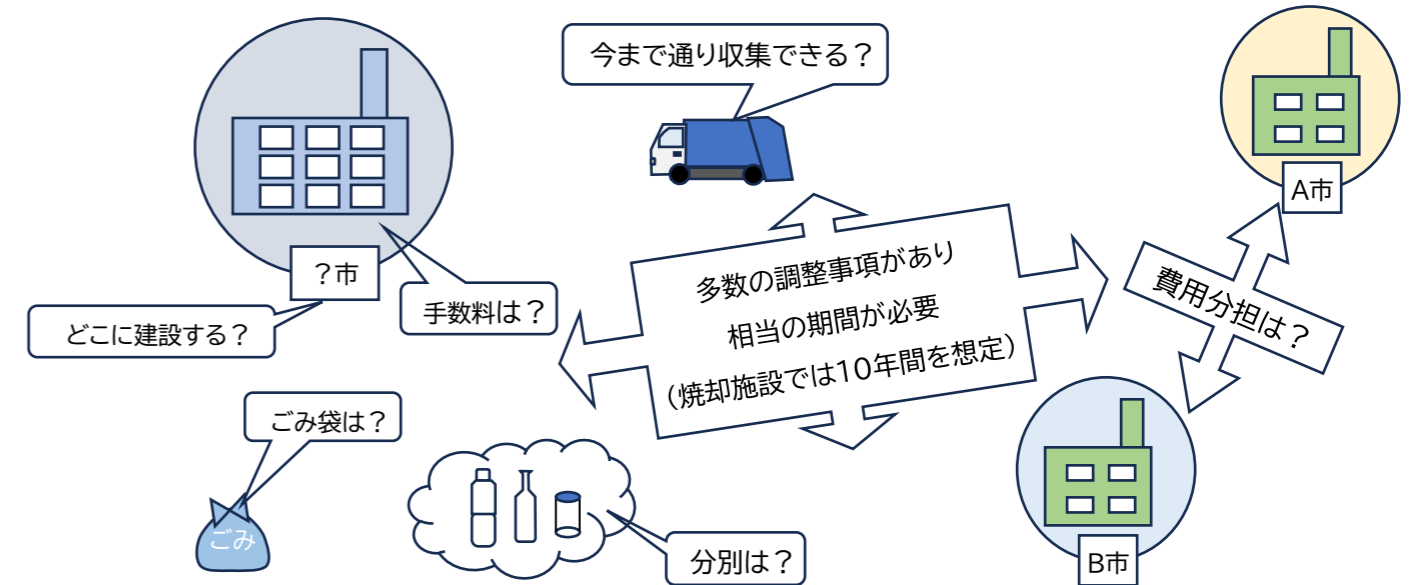 今まで通り収集できる？
A市
？市
手数料は？
どこに建設する？
多数の調整事項があり
相当の期間が必要
（焼却施設では10年間を想定）
費用分担は？
ごみ袋は？
ごみ
分別は？
B市